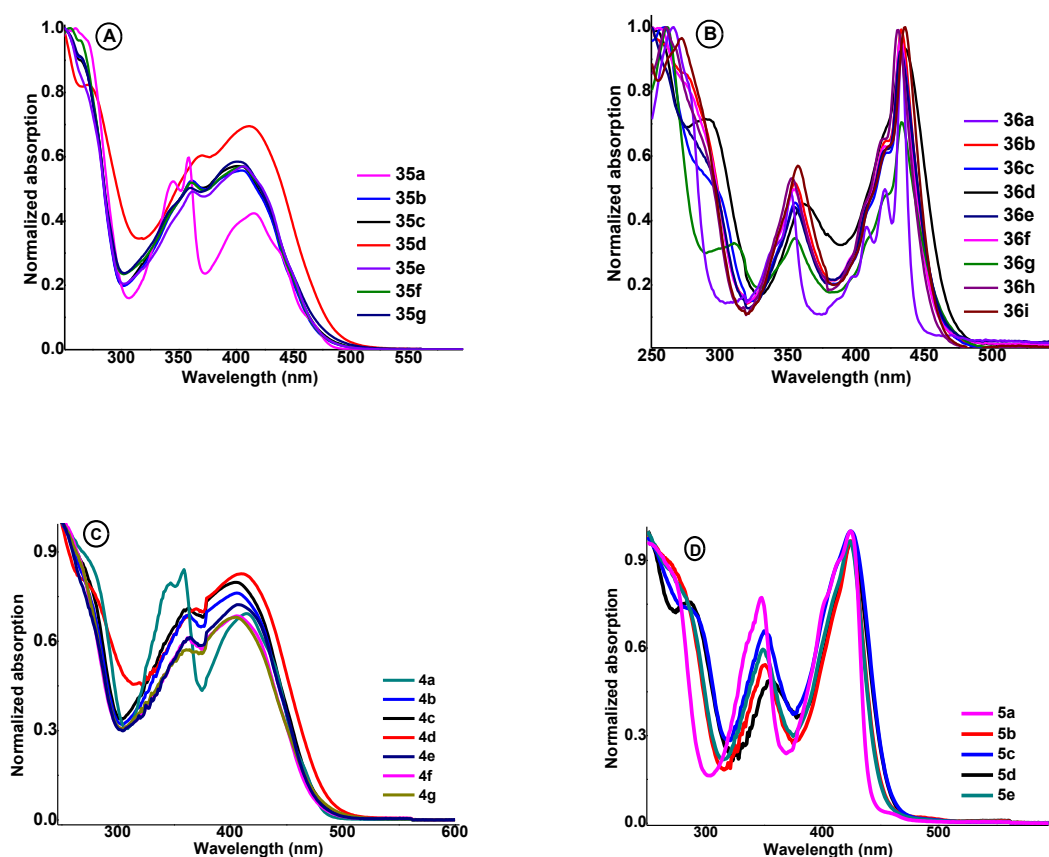 A
Normalized absorption
1.0
0.8
0.6
0.4
0.2
0.0
300
350
400
450
500
550
Wavelength (nm)
35a
35b
35c
35d
35e
35f
35g
B
Normalized absorption
1.0
0.8
0.6
0.4
0.2
0.0
250
300
350
400
450
500
Wavelength (nm)
36a
36b
36c
36d
36e
36f
36g
36h
36i
C
Normalized absorption
0.9
0.6
0.3
0.0
300
400
500
600
Wavelength (nm)
4a
4b
4c
4d
4e
4f
4g
D
Normalized absorption
0.9
0.6
0.3
0.0
300
400
500
Wavelength (nm)
5a
5b
5c
5d
5e